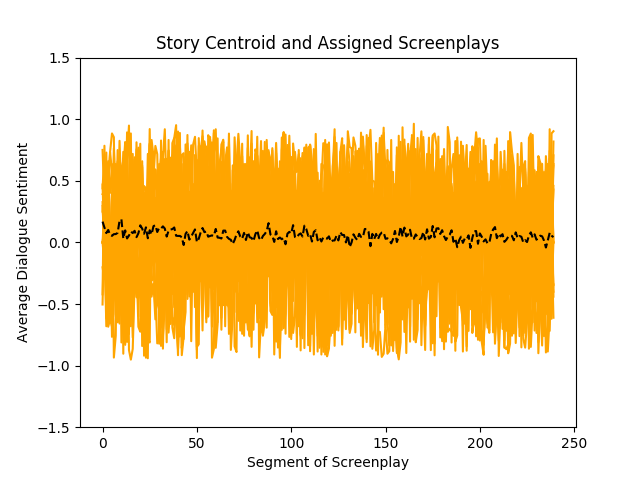 Story Centroid and Assigned Screenplays
1.5
1.0
0.5
0.0
−0.5
−1.0
−1.5
Average Dialogue Sentiment
0 50 100 150 200 250
Segment of Screenplay